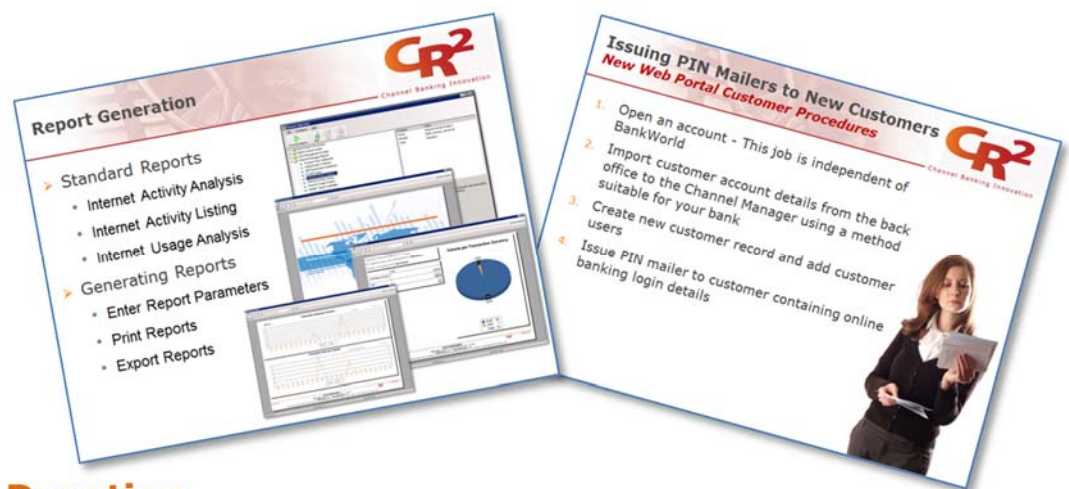 Report Generation
CR2
Channel Banking Innovation
➤ Standard Reports
• Internet Activity Analysis
• Internet Activity Listing
• Internet Usage Analysis
➤ Generating Reports
• Enter Report Parameters
• Print Reports
• Export Reports
Volume per Transaction Currency
Issuing PIN Mailers to New Customers
New Web Portal Customer Procedures
CR2
Channel Banking Innovation
1. Open an account - This job is independent of
BankWorld
2. Import customer account details from the back
office to the Channel Manager using a method
suitable for your bank
3. Create new customer record and add customer
users
4. Issue PIN mailer to customer containing online
banking login details